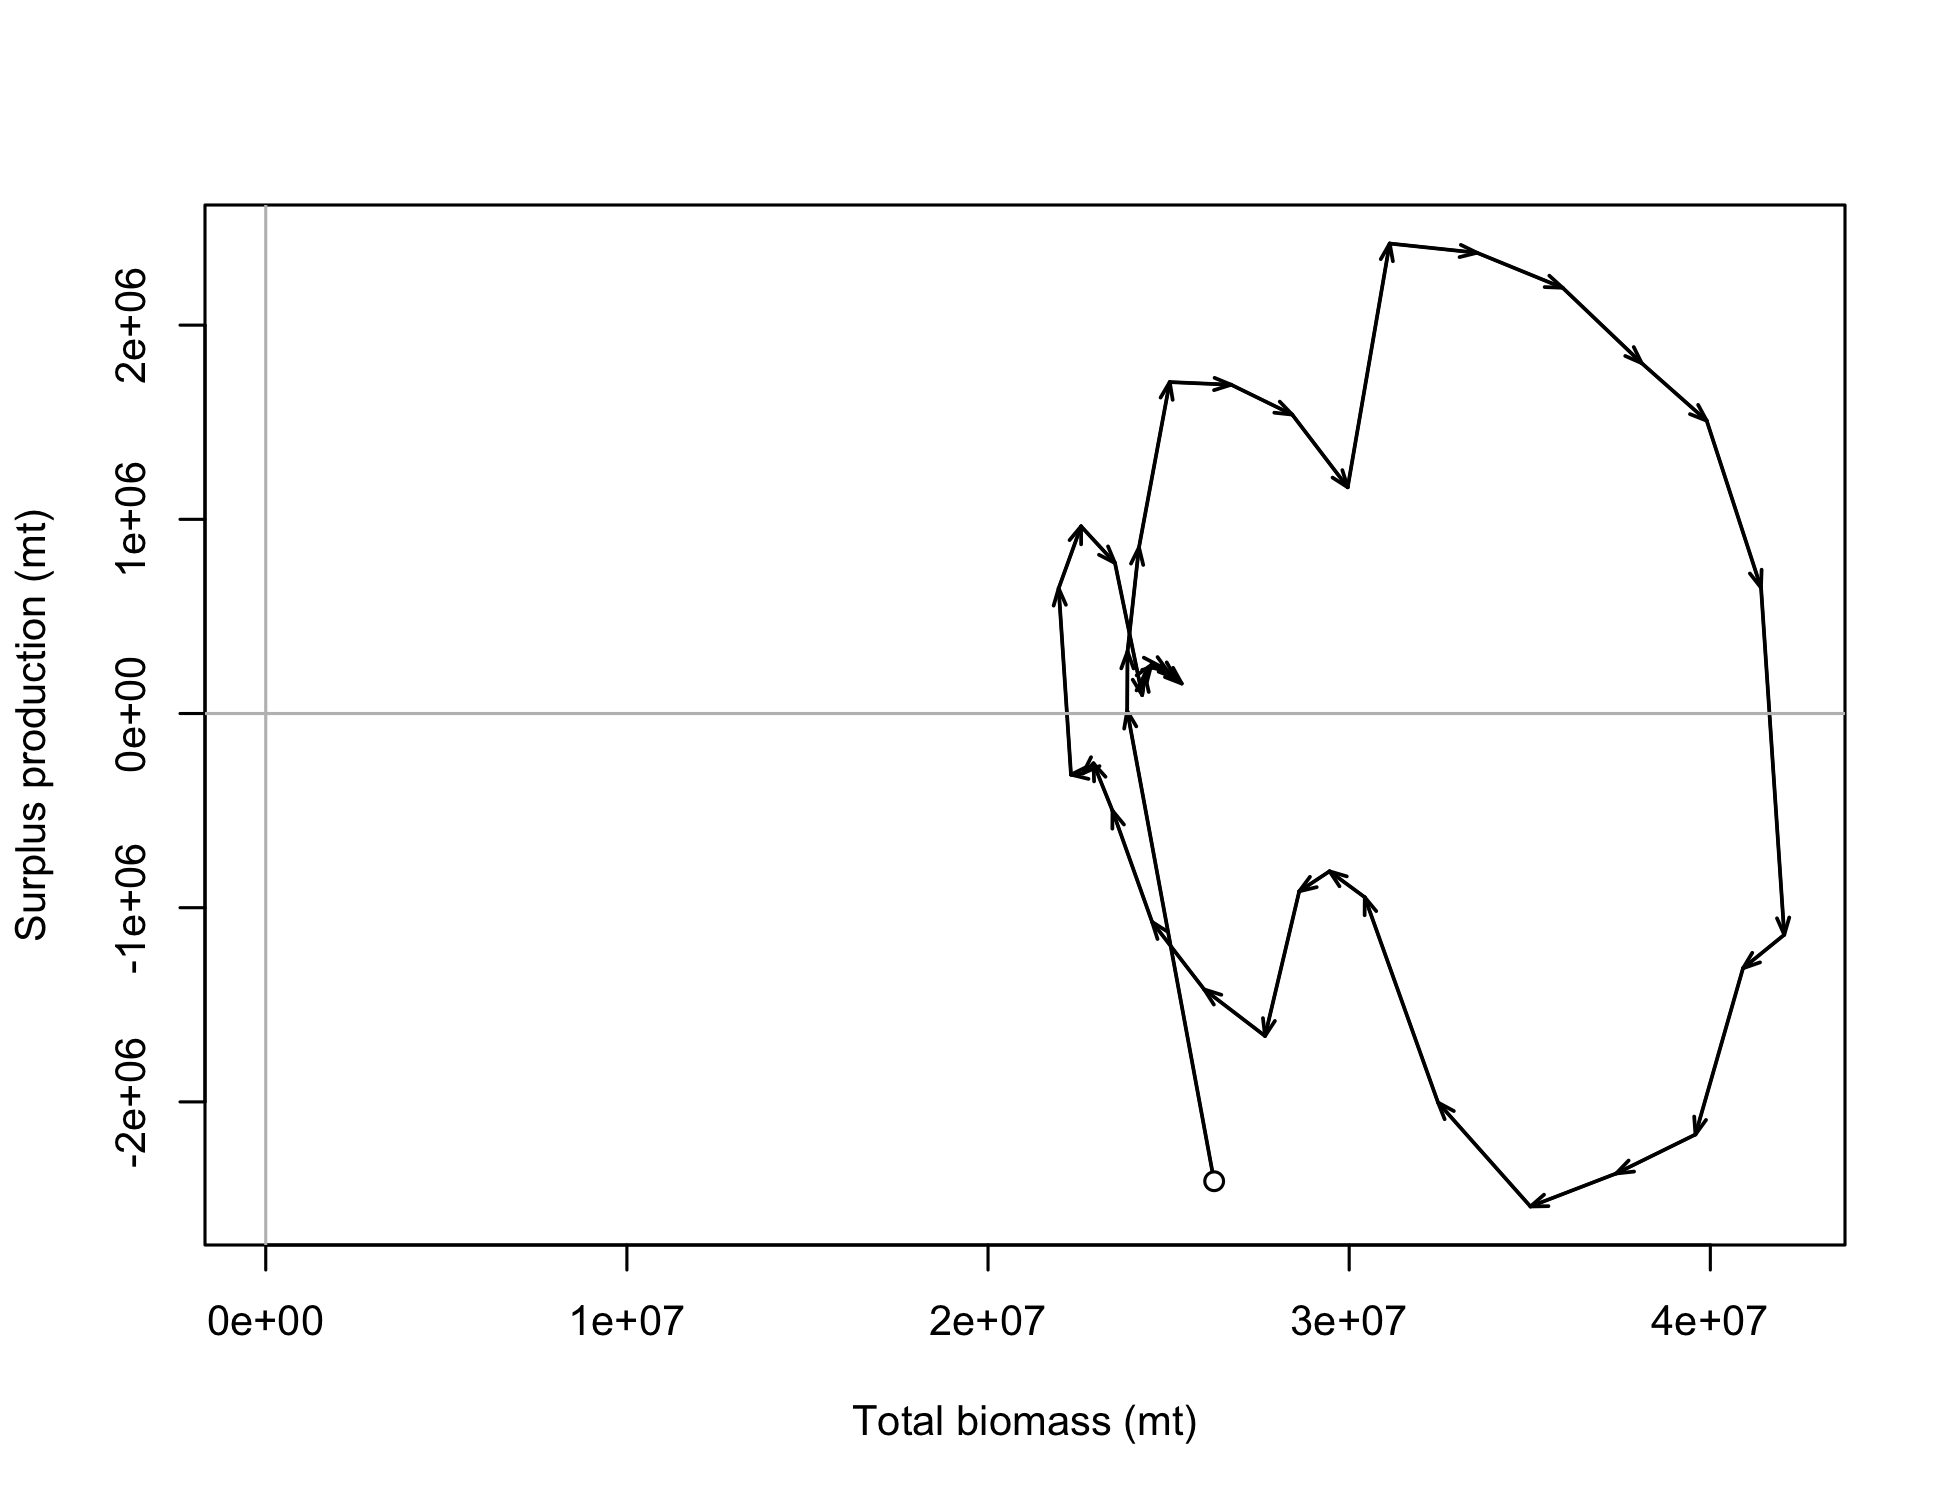 Surplus production (mt)
2e+06
1e+06
0e+00
-1e+06
-2e+06
0e+00 1e+07 2e+07 3e+07 4e+07
Total biomass (mt)